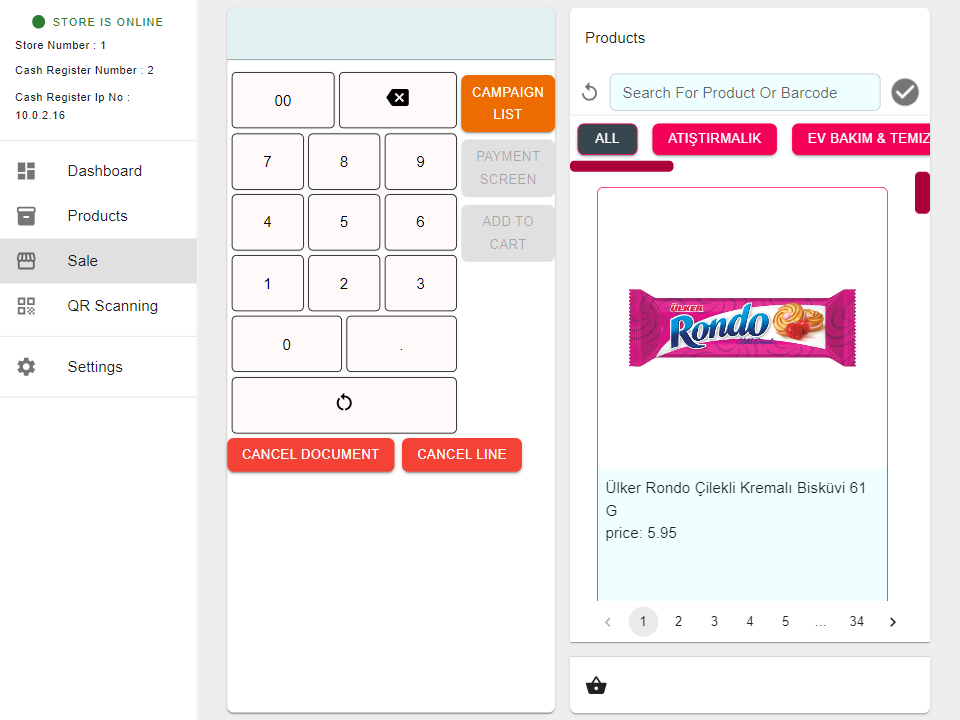 STORE IS ONLINE
Store Number : 1
Cash Register Number : 2
Cash Register Ip No :
10.0.2.16
Dashboard
Products
Sale
QR Scanning
Settings
00
7
8
9
4
5
6
1
2
3
0
.
CAMPAIGN
LIST
PAYMENT
SCREEN
ADD TO
CART
CANCEL DOCUMENT
CANCEL LINE
Products
Search For Product Or Barcode
ALL
ATIŞTIRMALIK
EV BAKIM & TEMIZ
ÜLKER
Rondo
Ülker Rondo Çilekli Kremalı Bisküvi 61
G
price: 5.95
1
2
3
4
5
...
34